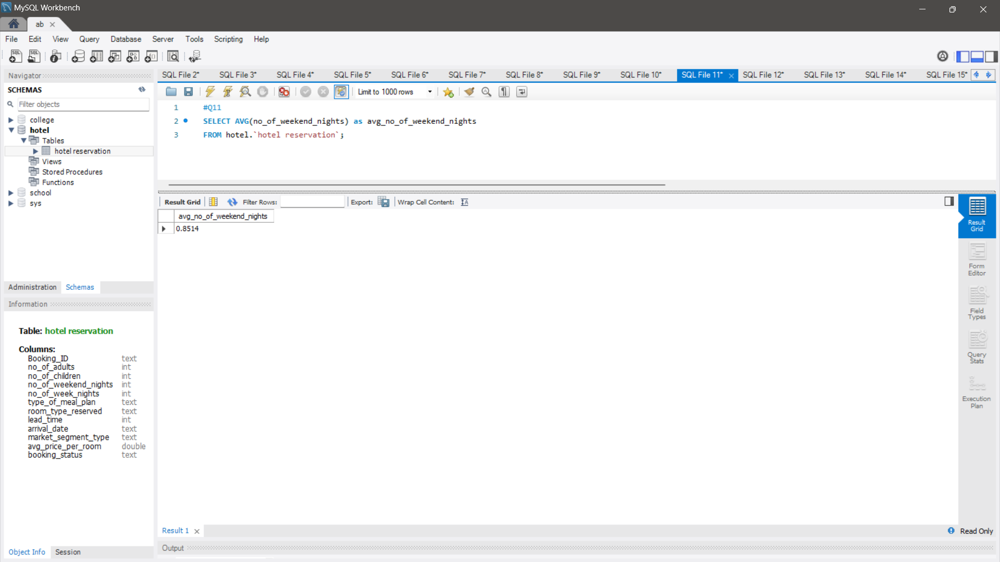 MySQL Workbench
ab
File Edit View Query Database Server Tools Scripting Help
Navigator
SCHEMAS
Filter objects
college
hotel
Tables
hotel reservation
Views
Stored Procedures
Functions
school
sys
Administration Schemas
Information
Table: hotel reservation
Columns:
Booking_ID text
no_of_adults int
no_of_children int
no_of_weekend_nights int
no_of_week_nights int
type_of_meal_plan text
room_type_reserved text
lead_time int
arrival_date text
market_segment_type text
avg_price_per_room double
booking_status text
Object Info Session
SQL File 2* SQL File 3* SQL File 4* SQL File 5* SQL File 6* SQL File 7* SQL File 8* SQL File 9* SQL File 10* SQL File 11* SQL File 12* SQL File 13* SQL File 14* SQL File 15*
Limit to 1000 rows
1 #Q11
2 SELECT AVG(no_of_weekend_nights) as avg_no_of_weekend_nights
3 FROM hotel.`hotel reservation`;
Result Grid Filter Rows: Export: Wrap Cell Content:
avg_no_of_weekend_nights
0.8514
Result
Grid
Form
Editor
Field
Types
Query
Stats
Execution
Plan
Result 1
Read Only
Output